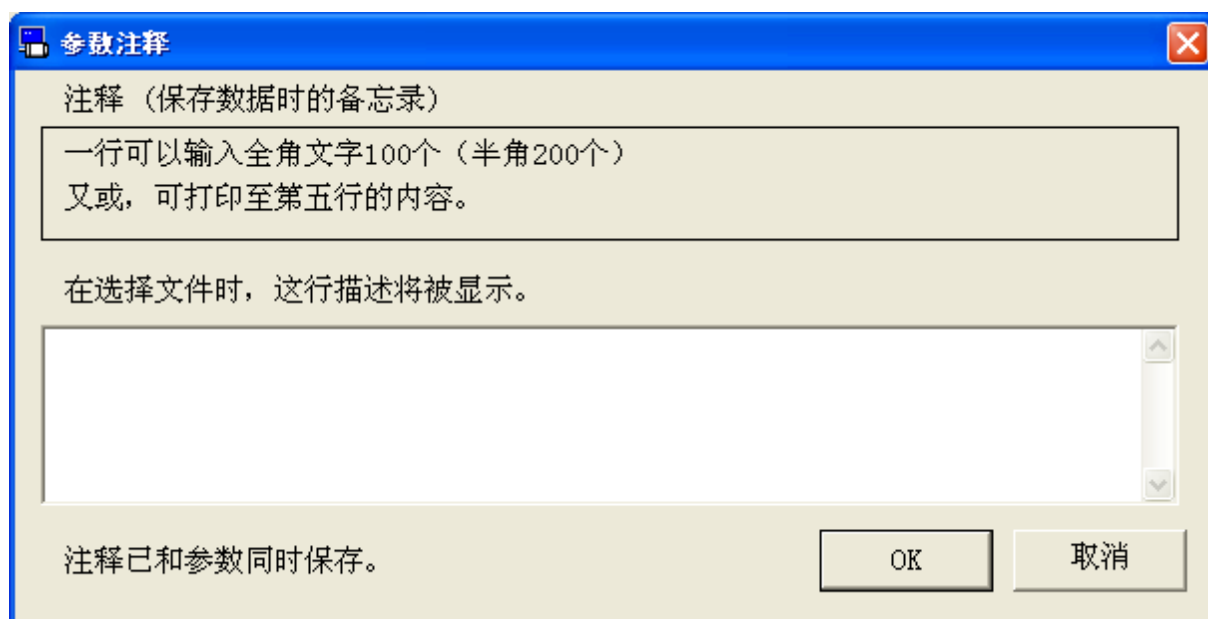 参数注释
注释（保存数据时的备忘录）
一行可以输入全角文字100个（半角200个）
又或，可打印至第五行的内容。
在选择文件时，这行描述将被显示。
注释已和参数同时保存。
OK
取消